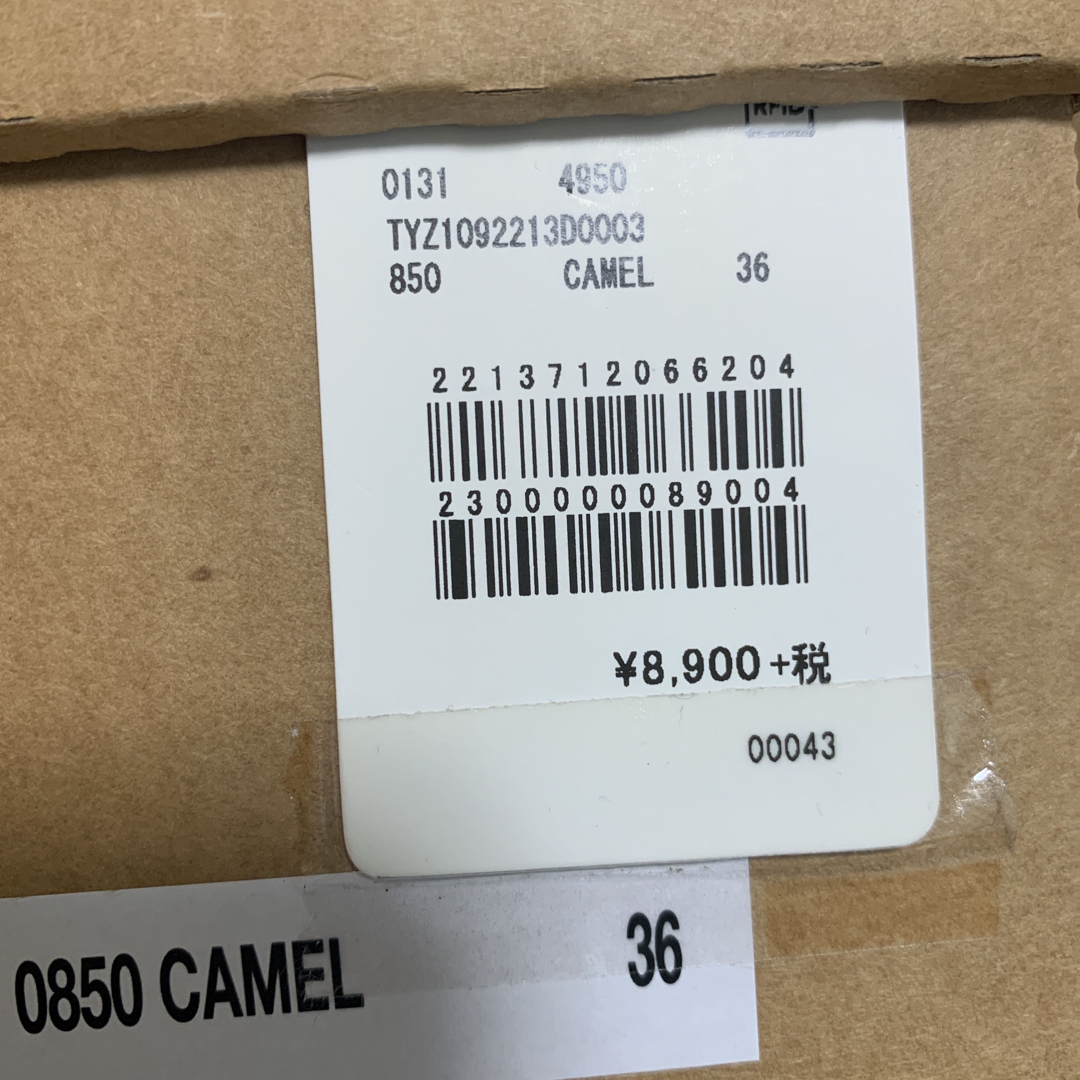 RFID
0131 4950
TYZ1092213D0003
850 CAMEL 36
2213712066204
2300000089004
¥8,900+税
00043
0850 CAMEL 36